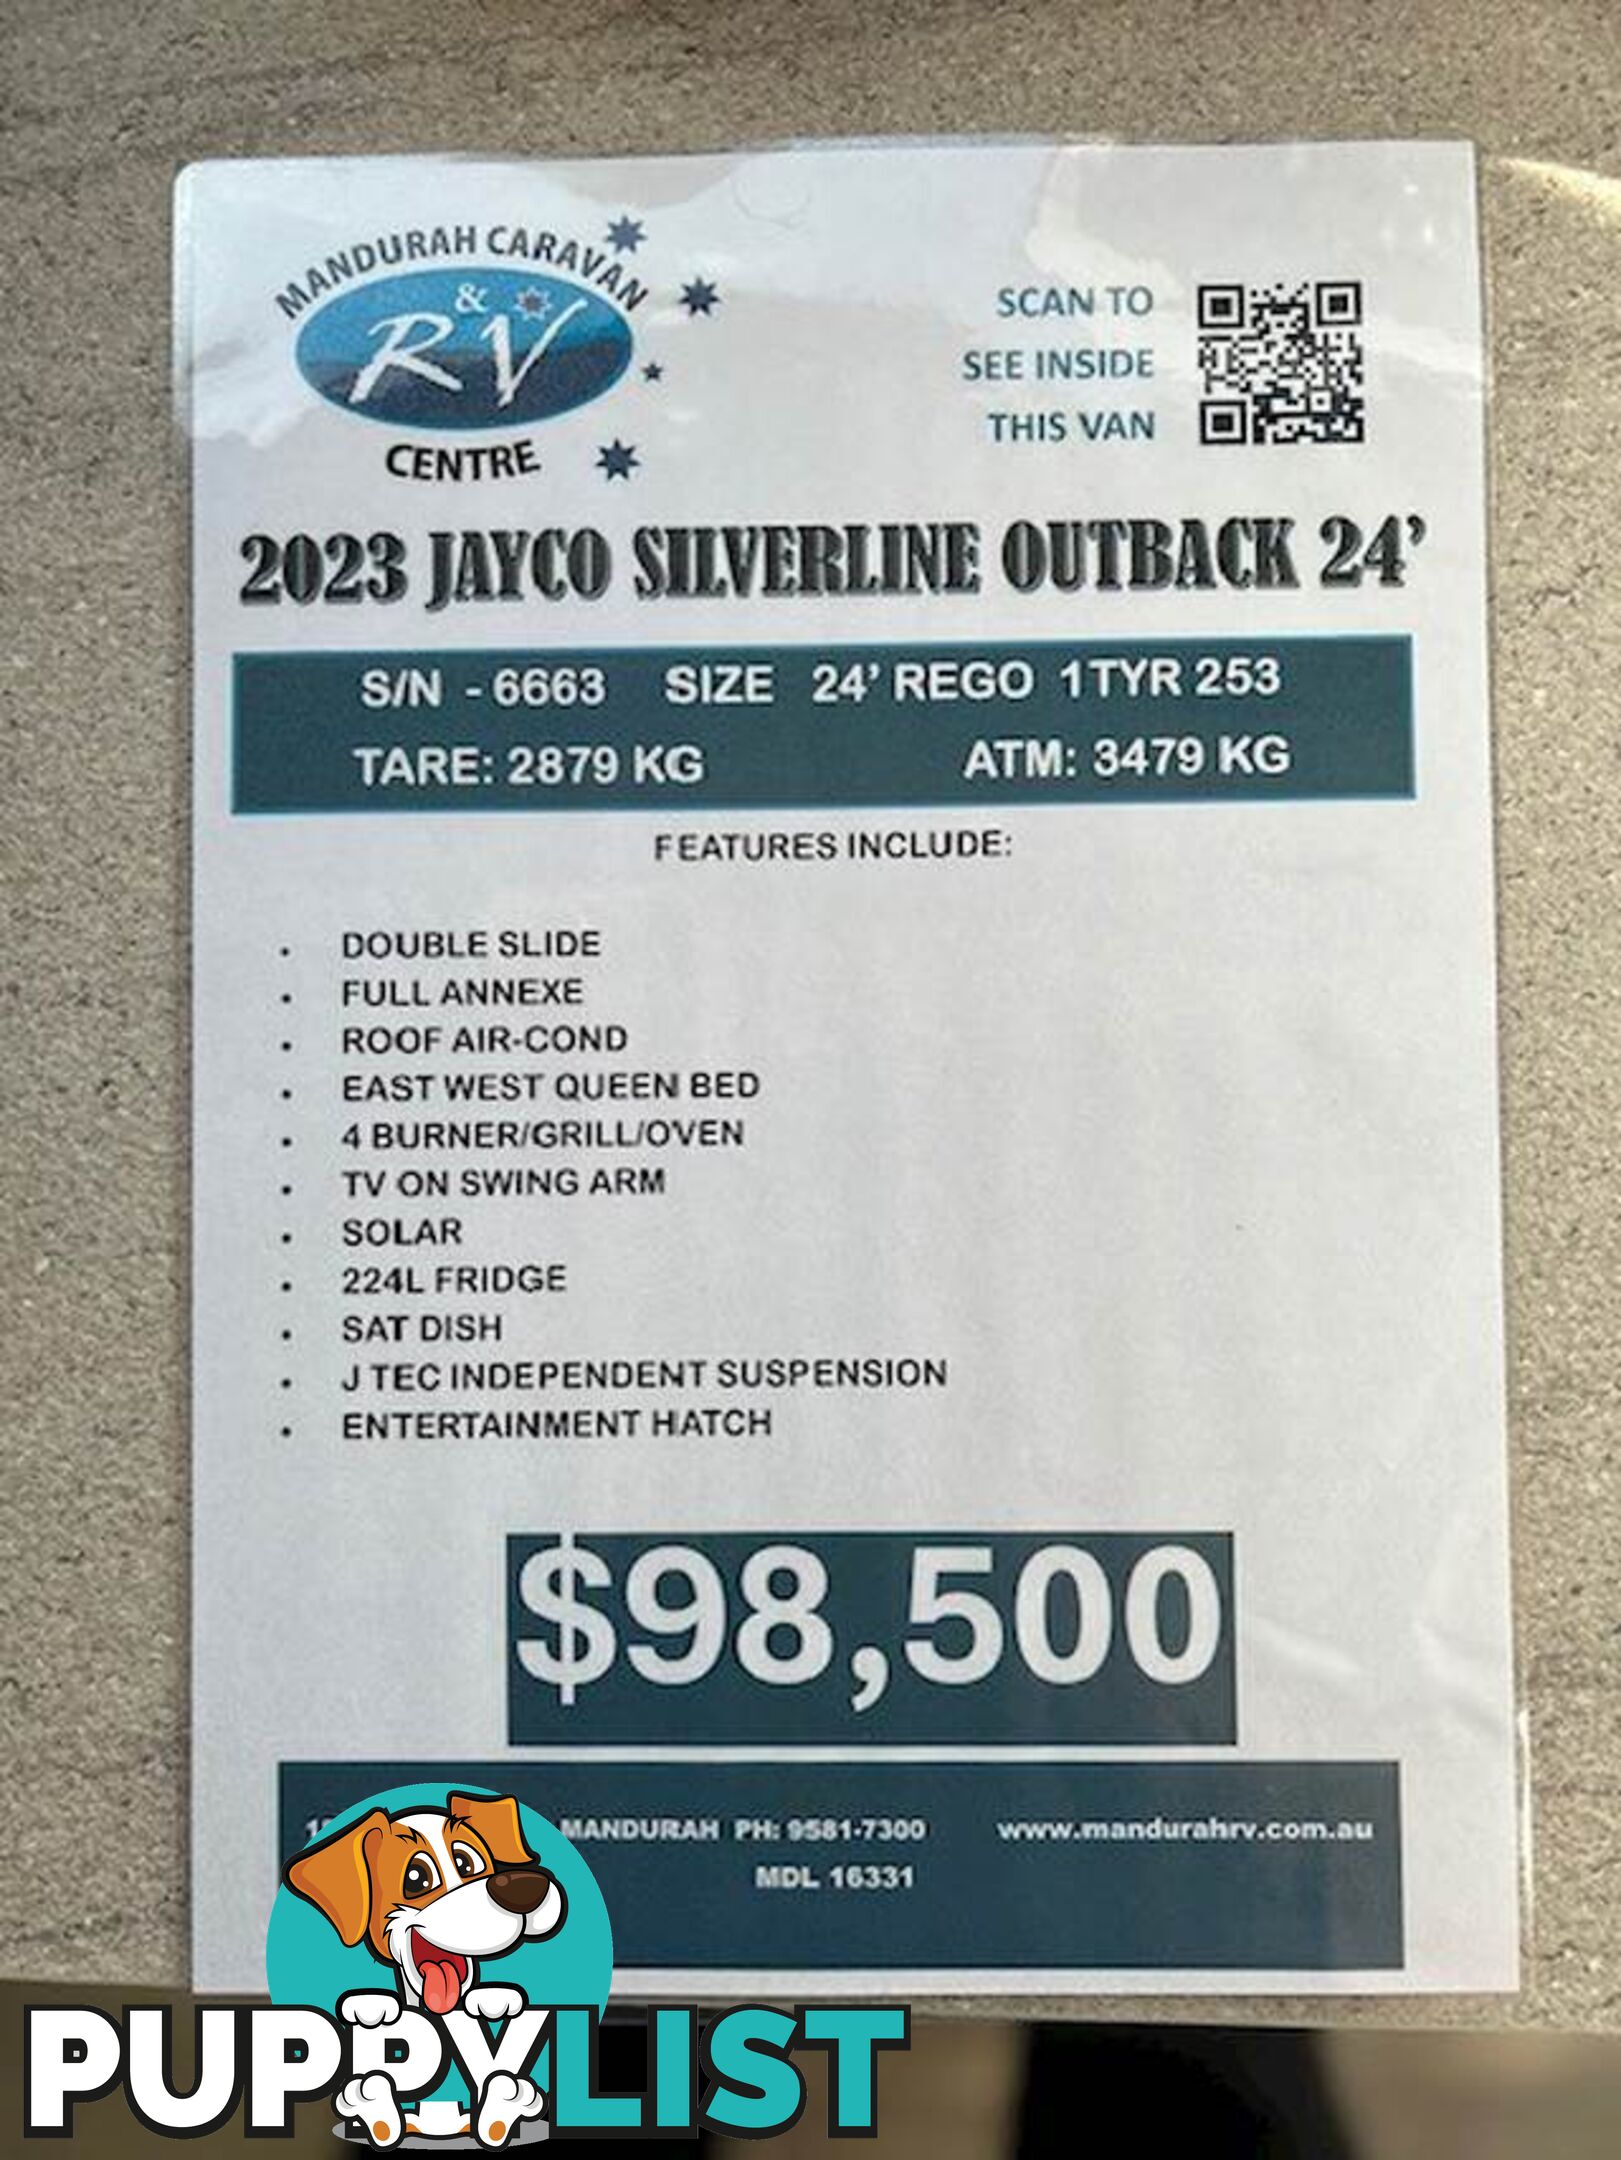 MANDURAH CARAVAN
& RV
CENTRE
SCAN TO
SEE INSIDE
THIS VAN
2023 JAYCO SILVERLINE OUTBACK 24’
S/N - 6663 SIZE 24’ REGO 1TYR 253
TARE: 2879 KG ATM: 3479 KG
FEATURES INCLUDE:
• DOUBLE SLIDE
• FULL ANNEXE
• ROOF AIR-COND
• EAST WEST QUEEN BED
• 4 BURNER/GRILL/OVEN
• TV ON SWING ARM
• SOLAR
• 224L FRIDGE
• SAT DISH
• J TEC INDEPENDENT SUSPENSION
• ENTERTAINMENT HATCH
$98,500
MANDURAH PH: 9581-7300 www.mandurahrv.com.au
MDL 16331
PUPPYLIST